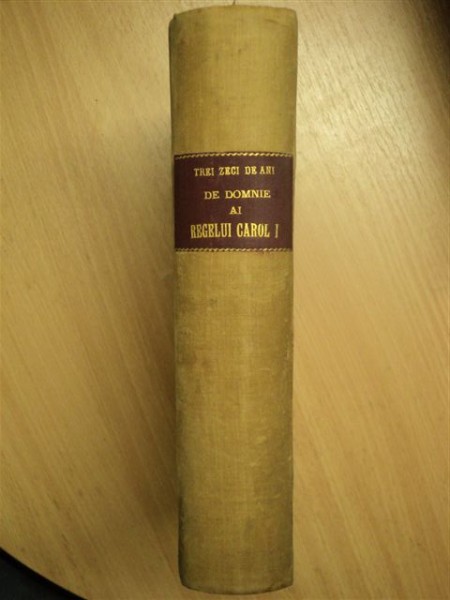 TREI ZECI DE ANI
DE DOMNIE
AI
REGELUI CAROL I